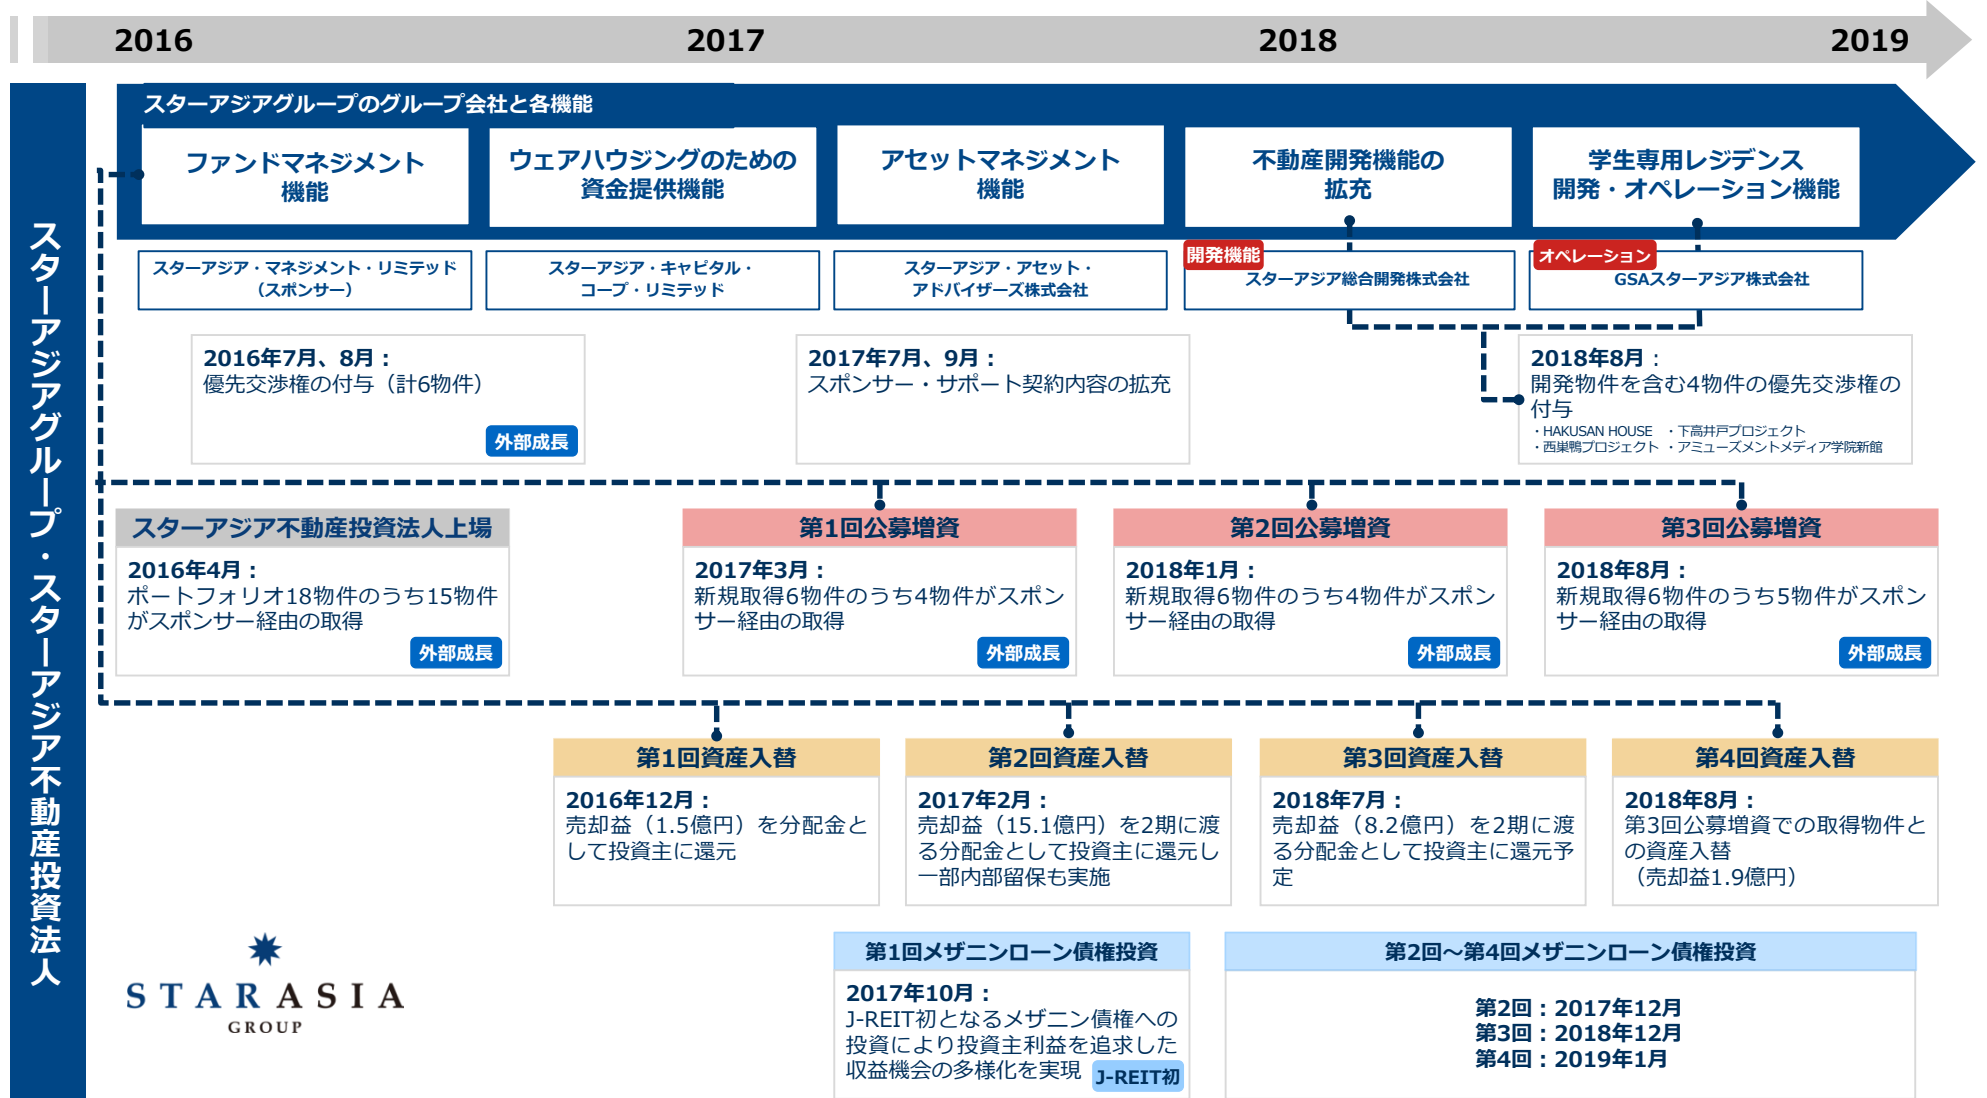 2016
2017
2018
2019
スターアジアグループ・スターアジア不動産投資法人
スターアジアグループのグループ会社と各機能
ファンドマネジメント
機能
ウェアハウジングのための
資金提供機能
アセットマネジメント
機能
不動産開発機能の
拡充
学生専用レジデンス
開発・オペレーション機能
スターアジア・マネジメント・リミテッド
（スポンサー）
スターアジア・キャピタル・
コープ・リミテッド
スターアジア・アセット・
アドバイザーズ株式会社
開発機能
スターアジア総合開発株式会社
オペレーション
GSAスターアジア株式会社
2016年7月、8月：
優先交渉権の付与（計6物件）
外部成長
2017年7月、9月：
スポンサー・サポート契約内容の拡充
2018年8月：
開発物件を含む4物件の優先交渉権の
付与
・HAKUSAN HOUSE ・下高井戸プロジェクト
・西巣鴨プロジェクト ・アミューズメントメディア学院新館
スターアジア不動産投資法人上場
2016年4月：
ポートフォリオ18物件のうち15物件
がスポンサー経由の取得
外部成長
第1回公募増資
2017年3月：
新規取得6物件のうち4物件がスポン
サー経由の取得
外部成長
第2回公募増資
2018年1月：
新規取得6物件のうち4物件がスポン
サー経由の取得
外部成長
第3回公募増資
2018年8月：
新規取得6物件のうち5物件がスポン
サー経由の取得
外部成長
第1回資産入替
2016年12月：
売却益（1.5億円）を分配金と
して投資主に還元
第2回資産入替
2017年2月：
売却益（15.1億円）を2期に渡
る分配金として投資主に還元し
一部内部留保も実施
第3回資産入替
2018年7月：
売却益（8.2億円）を2期に渡
る分配金として投資主に還元予
定
第4回資産入替
2018年8月：
第3回公募増資での取得物件と
の資産入替
（売却益1.9億円）
STAR ASIA
GROUP
第1回メザニンローン債権投資
2017年10月：
J-REIT初となるメザニン債権への
投資により投資主利益を追求した
収益機会の多様化を実現
J-REIT初
第2回～第4回メザニンローン債権投資
第2回：2017年12月
第3回：2018年12月
第4回：2019年1月